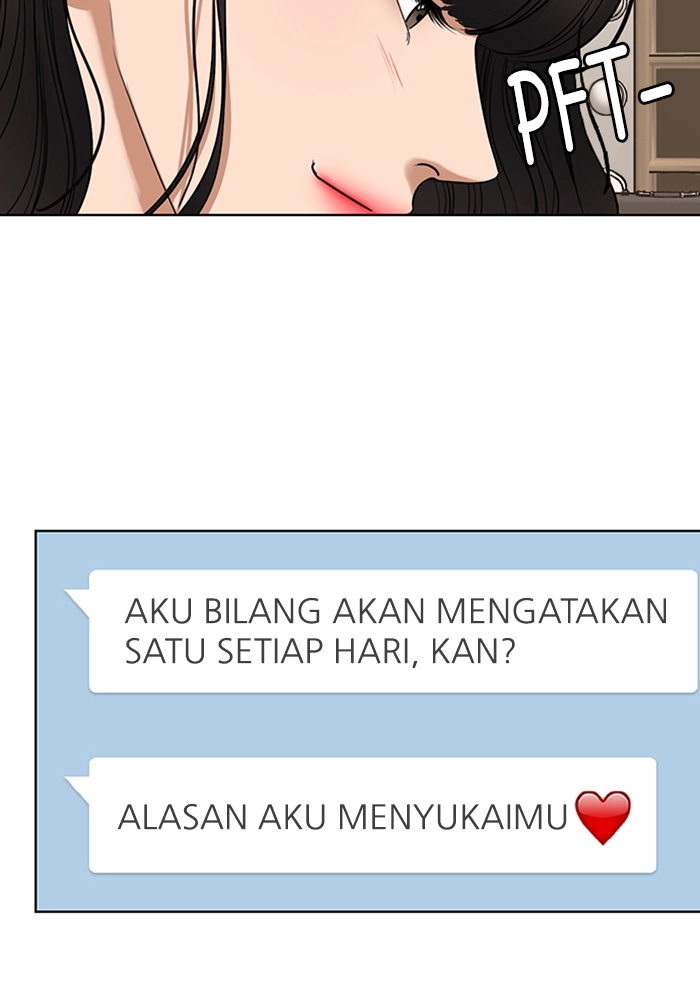 PFT-
AKU BILANG AKAN MENGATAKAN
SATU SETIAP HARI, KAN?
ALASAN AKU MENYUKAIMU